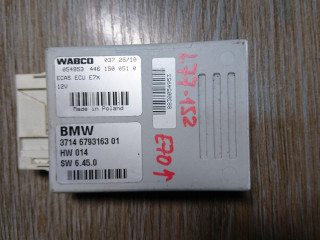 WABCO 037 25/10
054953 446 150 051 0
ECAS ECU E7X
12V
Made in Poland
BMW
3714 6793163 01
HW 014
SW 6.45.0
L77-152
E70↑